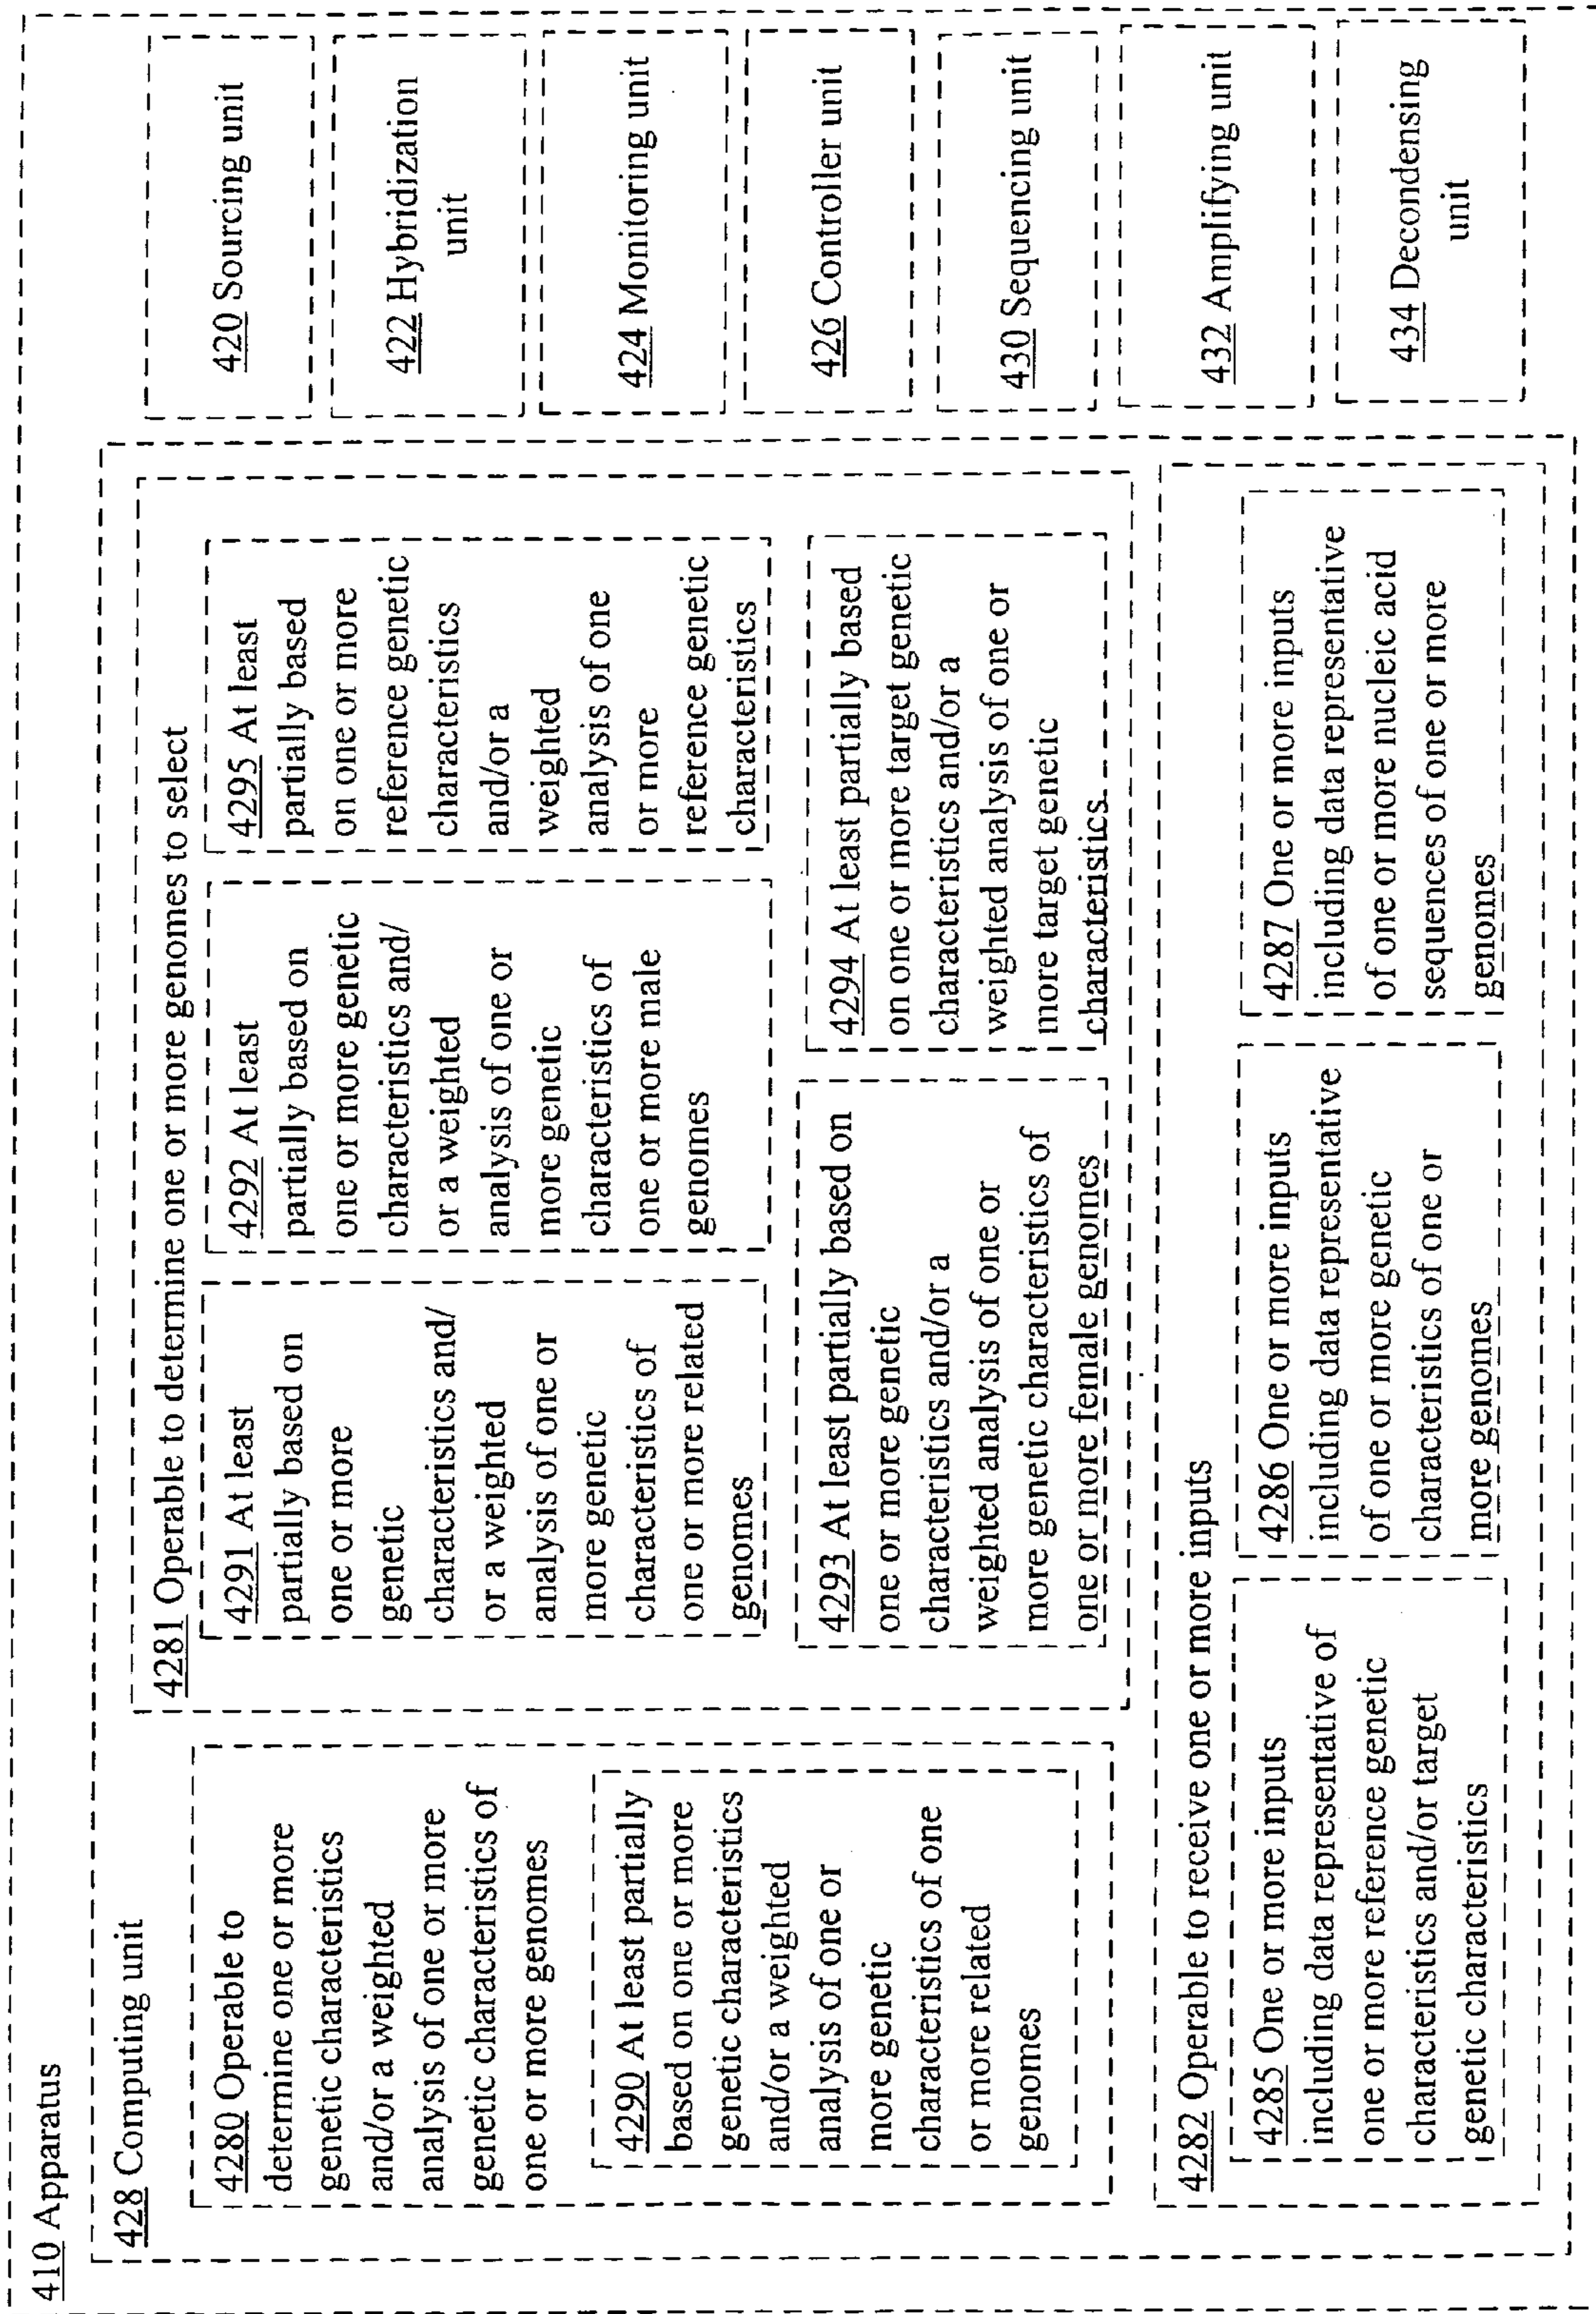 410 Apparatus
428 Computing unit
4280 Operable to
determine one or more
genetic characteristics
and/or a weighted
analysis of one or more
genetic characteristics of
one or more genomes
4290 At least partially
based on one or more
genetic characteristics
and/or a weighted
analysis of one or
more genetic
characteristics of one
or more related
genomes
4281 Operable to determine one or more genomes to select
4291 At least
partially based on
one or more
genetic
characteristics and/
or a weighted
analysis of one or
more genetic
characteristics of
one or more related
genomes
4292 At least
partially based on
one or more genetic
characteristics and/
or a weighted
analysis of one or
more genetic
characteristics of
one or more male
genomes
4295 At least
partially based
on one or more
reference genetic
characteristics
and/or a
weighted
analysis of one
or more
reference genetic
characteristics
4293 At least partially based on
one or more genetic
characteristics and/or a
weighted analysis of one or
more genetic characteristics of
one or more female genomes
4294 At least partially based
on one or more target genetic
characteristics and/or a
weighted analysis of one or
more target genetic
characteristics
4282 Operable to receive one or more inputs
4285 One or more inputs
including data representative of
one or more reference genetic
characteristics and/or target
genetic characteristics
4286 One or more inputs
including data representative
of one or more genetic
characteristics of one or
more genomes
4287 One or more inputs
including data representative
of one or more nucleic acid
sequences of one or more
genomes
420 Sourcing unit
422 Hybridization
unit
424 Monitoring unit
426 Controller unit
430 Sequencing unit
432 Amplifying unit
434 Decondensing
unit